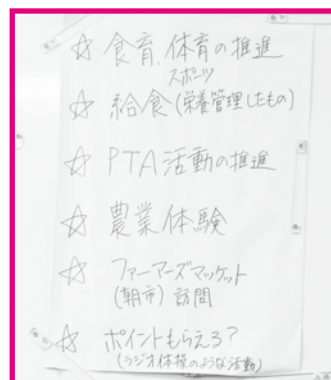 ☆ 食育、体育の推進
スポーツ
☆ 給食(栄養管理したもの)
☆ PTA活動の推進
☆ 農業体験
☆ ファーマーズマッケット
(朝市)訪問
☆ ポイントもらえる?
(ラジオ体操のような活動)